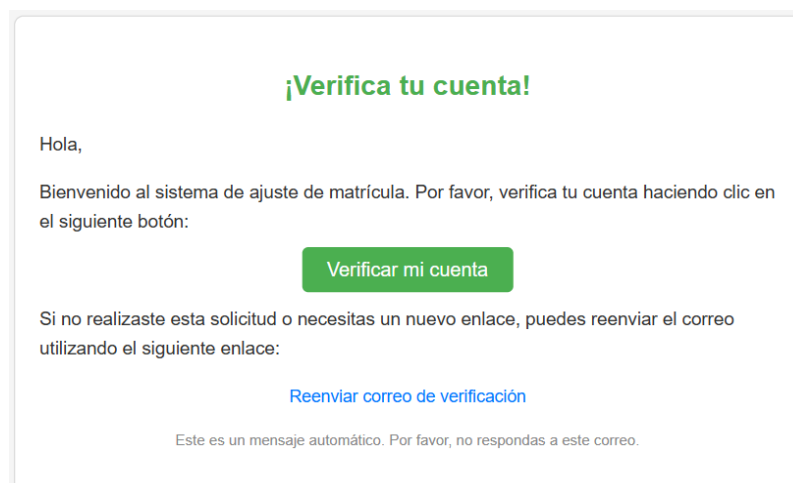 ¡Verifica tu cuenta!
Hola,
Bienvenido al sistema de ajuste de matrícula. Por favor, verifica tu cuenta haciendo clic en
el siguiente botón:
Verificar mi cuenta
Si no realizaste esta solicitud o necesitas un nuevo enlace, puedes reenviar el correo
utilizando el siguiente enlace:
Reenviar correo de verificación
Este es un mensaje automático. Por favor, no respondas a este correo.